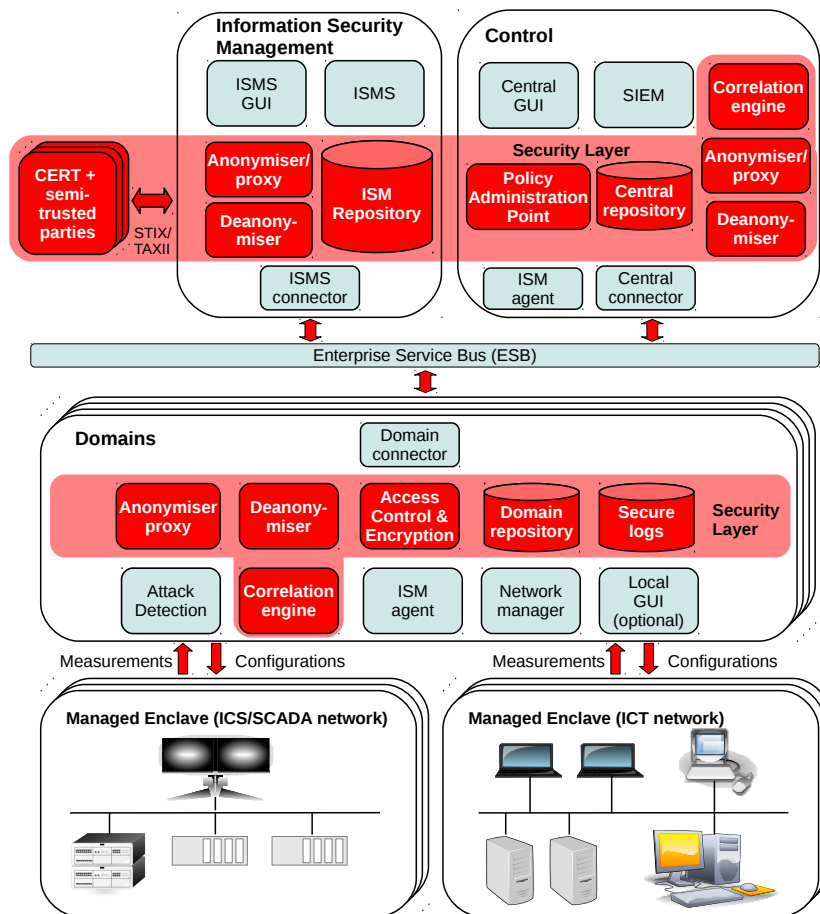 Information Security
Management
Control
ISMS
GUI
ISMS
Central
GUI
SIEM
Correlation
engine
Security Layer
CERT +
semi-
trusted
parties
STIX/
TAXII
Anonymiser/
proxy
Deanony-
miser
ISM
Repository
Policy
Administration
Point
Central
repository
Anonymiser/
proxy
Deanony-
miser
ISMS
connector
ISM
agent
Central
connector
Enterprise Service Bus (ESB)
Domains
Domain
connector
Anonymiser
proxy
Deanony-
miser
Access
Control &
Encryption
Domain
repository
Secure
logs
Security
Layer
Attack
Detection
Correlation
engine
ISM
agent
Network
manager
Local
GUI
(optional)
Measurements
Configurations
Measurements
Configurations
Managed Enclave (ICS/SCADA network)
Managed Enclave (ICT network)